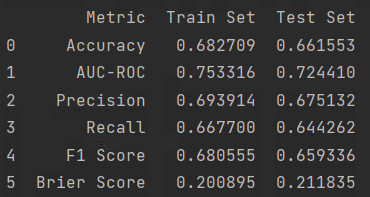 Metric Train Set Test Set
0 Accuracy 0.682709 0.661553
1 AUC-ROC 0.753316 0.724410
2 Precision 0.693914 0.675132
3 Recall 0.667700 0.644262
4 F1 Score 0.680555 0.659336
5 Brier Score 0.200895 0.211835